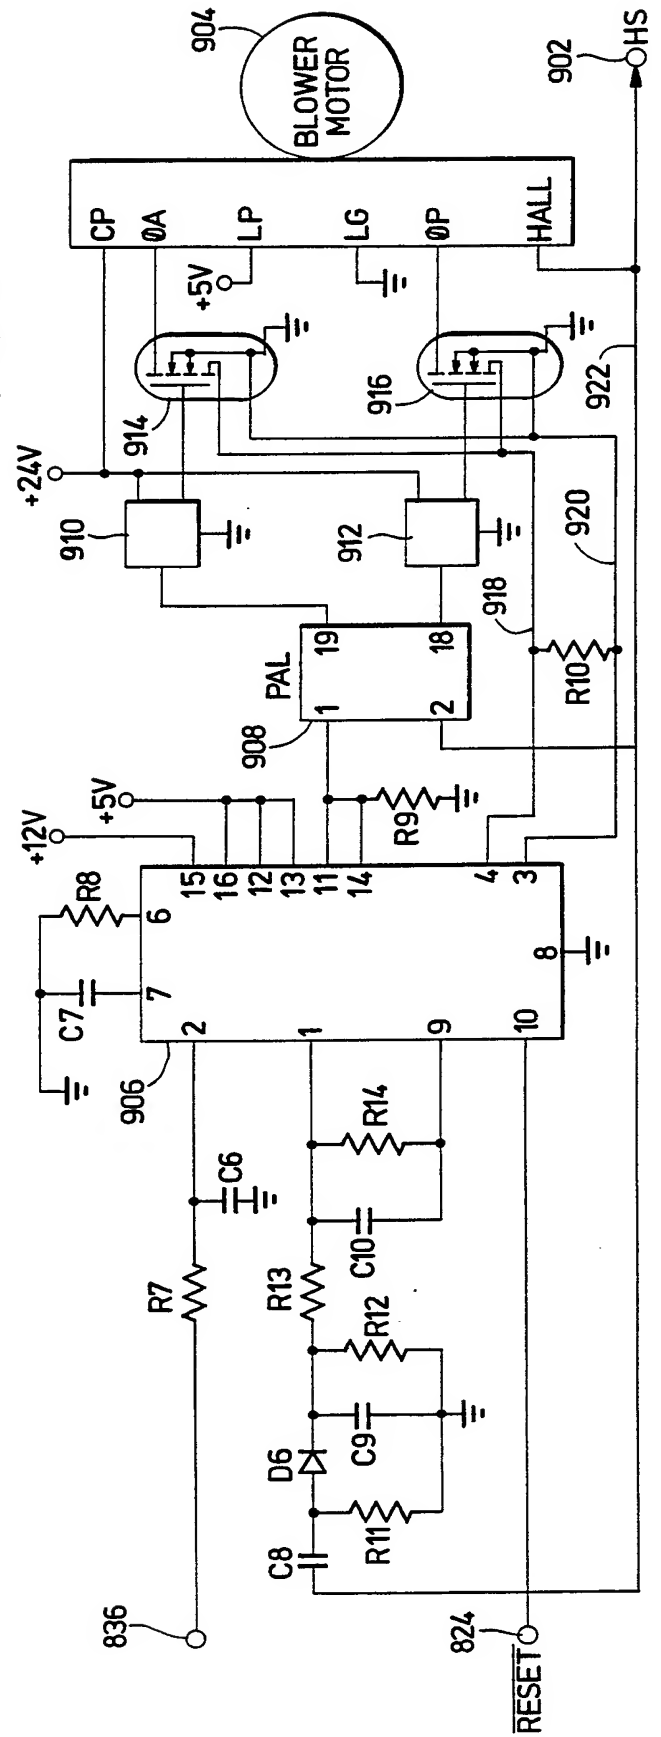 904
BLOWER
MOTOR
902
HS
CP
ØA
LP
LG
ØP
HALL
+5V
914
916
922
+24V
910
912
918
920
PAL
19
18
1
2
908
R10
+12V
+5V
R9
R8
C7
6
7
15
16
12
13
11
14
4
3
8
2
1
9
10
906
C6
R7
R14
C10
R13
R12
C9
D6
R11
C8
836
824
RESET